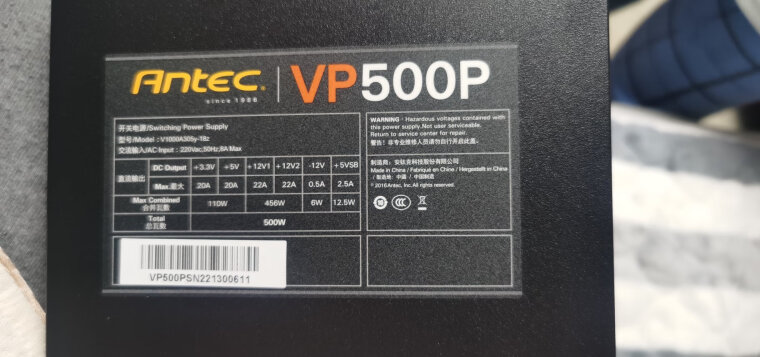 Antec
since 1986
VP500P
开关电源/Switching Power Supply
型号/Model : V1000A305y-18z
交流输入/AC-Input : 220Vac,50Hz,8A Max
直流输出 DC Output +3.3V +5V +12V1 +12V2 -12V +5VSB
Max.最大 20A 20A 22A 22A 0.5A 2.5A
Max Combined
合并瓦数 110W 456W 6W 12.5W
Total
总瓦数 500W
VP500PSN221300611
WARNING - Hazardous voltages contained with
this power supply.Not user serviceable.
Return to service center for repair.
警告! 非专业维修人员请勿自行开启此机
制造商: 安钛克科技股份有限公司
Made in China / Fabriqué en Chine / Hergestellt in China
/ 制造地: 中国 / 中國制造
© 2016 Antec, Inc. All rights reserved.
CCC